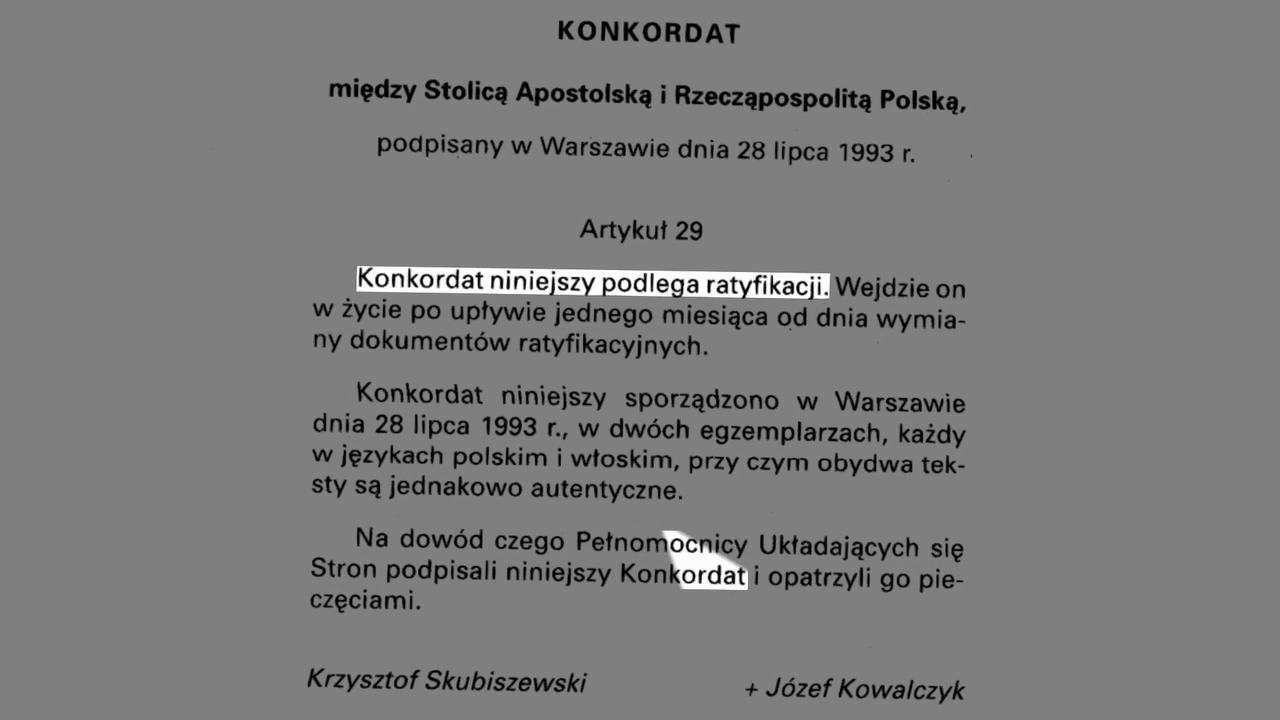 KONKORDAT
między Stolicą Apostolską i Rzecząpospolitą Polską,
podpisany w Warszawie dnia 28 lipca 1993 r.
Artykuł 29
Konkordat niniejszy podlega ratyfikacji. Wejdzie on
w życie po upływie jednego miesiąca od dnia wymia-
ny dokumentów ratyfikacyjnych.
Konkordat niniejszy sporządzono w Warszawie
dnia 28 lipca 1993 r., w dwóch egzemplarzach, każdy
w językach polskim i włoskim, przy czym obydwa tek-
sty są jednakowo autentyczne.
Na dowód czego Pełnomocnicy Układających się
Stron podpisali niniejszy Konkordat i opatrzyli go pie-
częciami.
Krzysztof Skubiszewski + Józef Kowalczyk